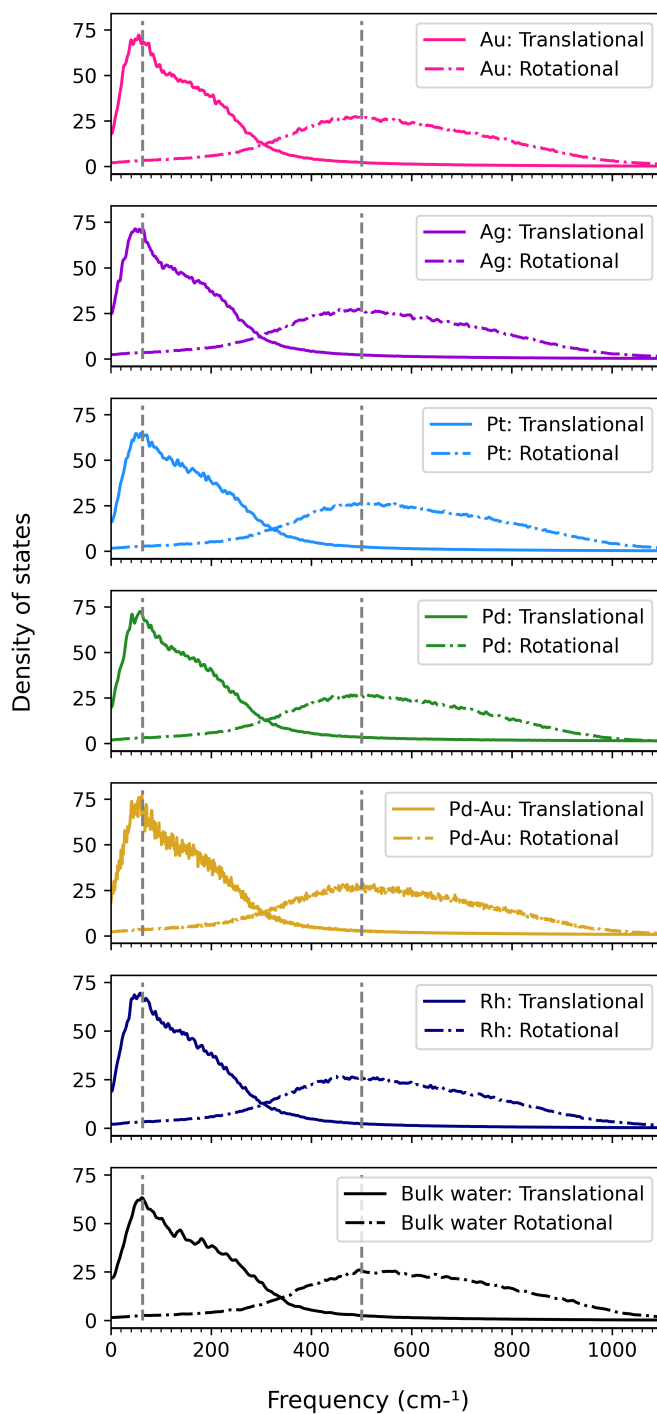 75
50
25
0
Au: Translational
Au: Rotational
75
50
25
0
Ag: Translational
Ag: Rotational
75
50
25
0
Pt: Translational
Pt: Rotational
Density of states
75
50
25
0
Pd: Translational
Pd: Rotational
75
50
25
0
Pd-Au: Translational
Pd-Au: Rotational
75
50
25
0
Rh: Translational
Rh: Rotational
75
50
25
0
Bulk water: Translational
Bulk water Rotational
0 200 400 600 800 1000
Frequency (cm-¹)